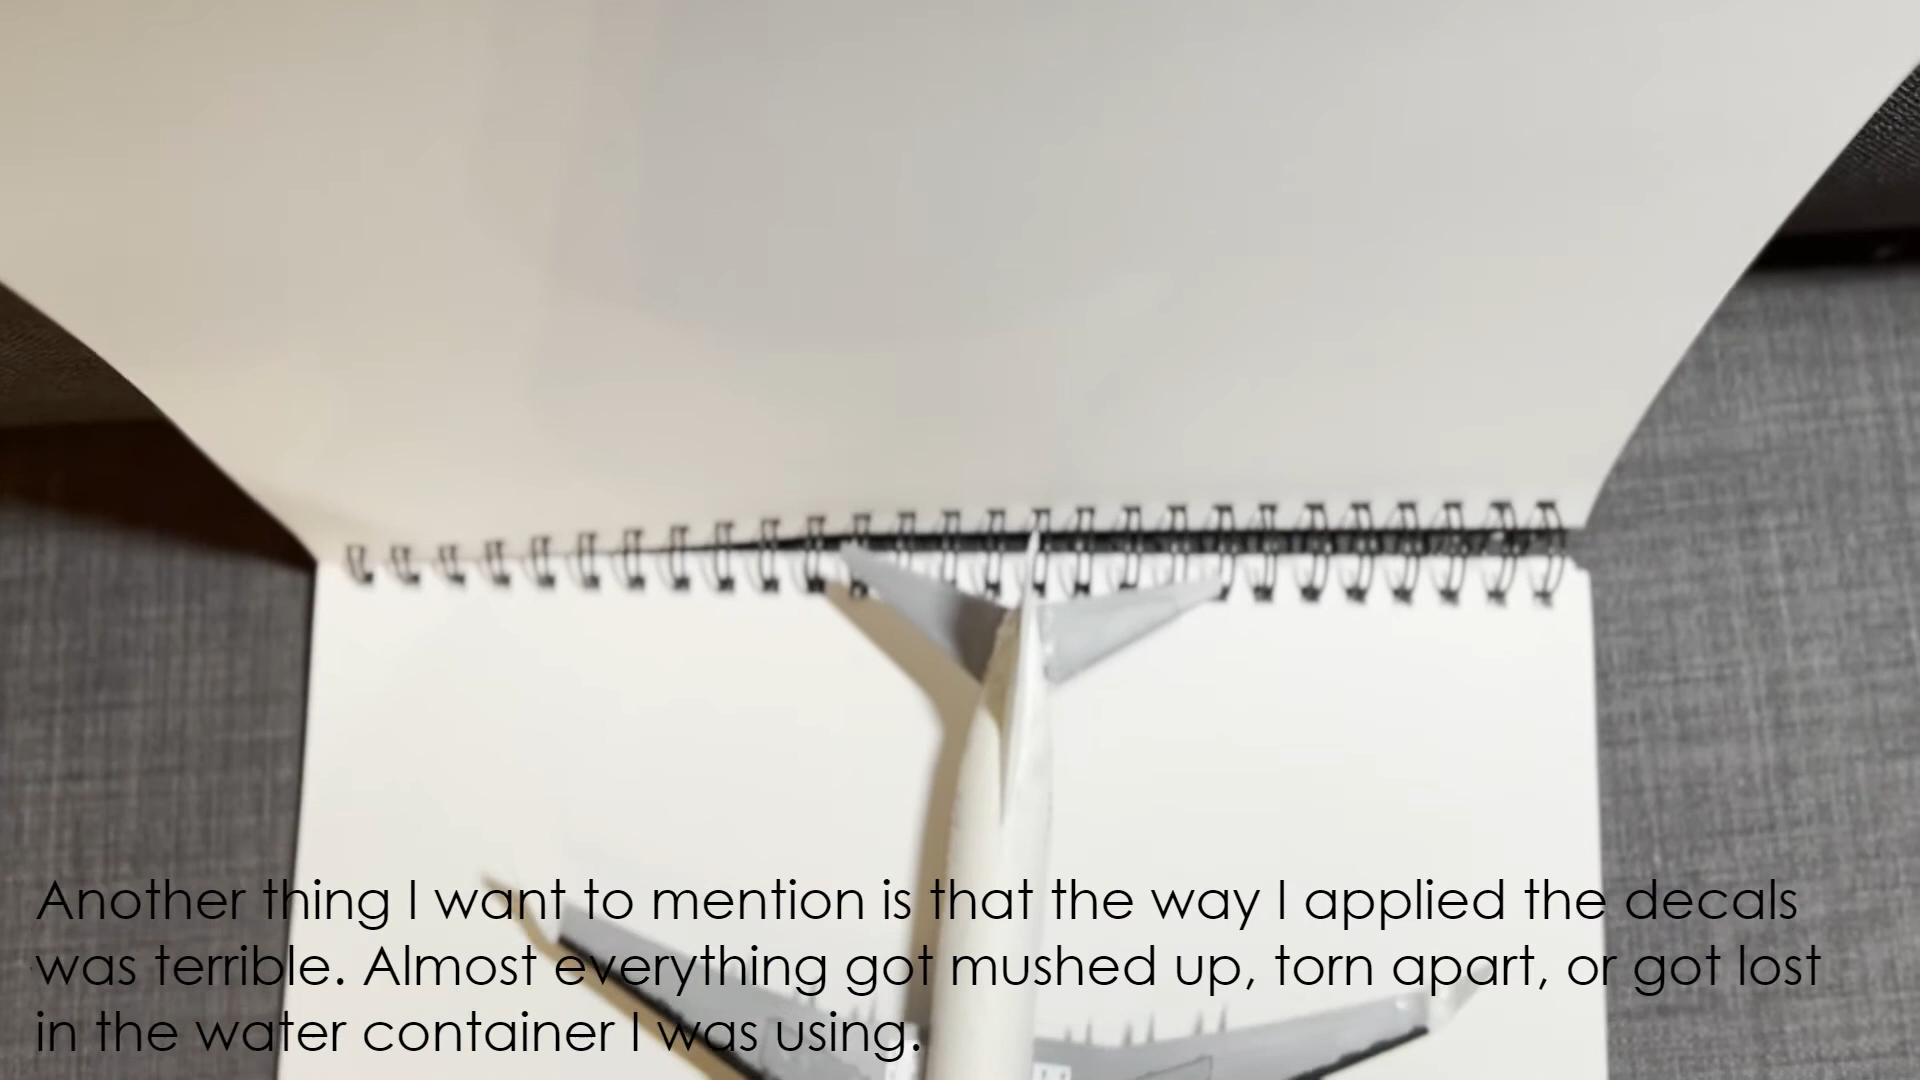 Another thing I want to mention is that the way I applied the decals
was terrible. Almost everything got mushed up, torn apart, or got lost
in the water container I was using.